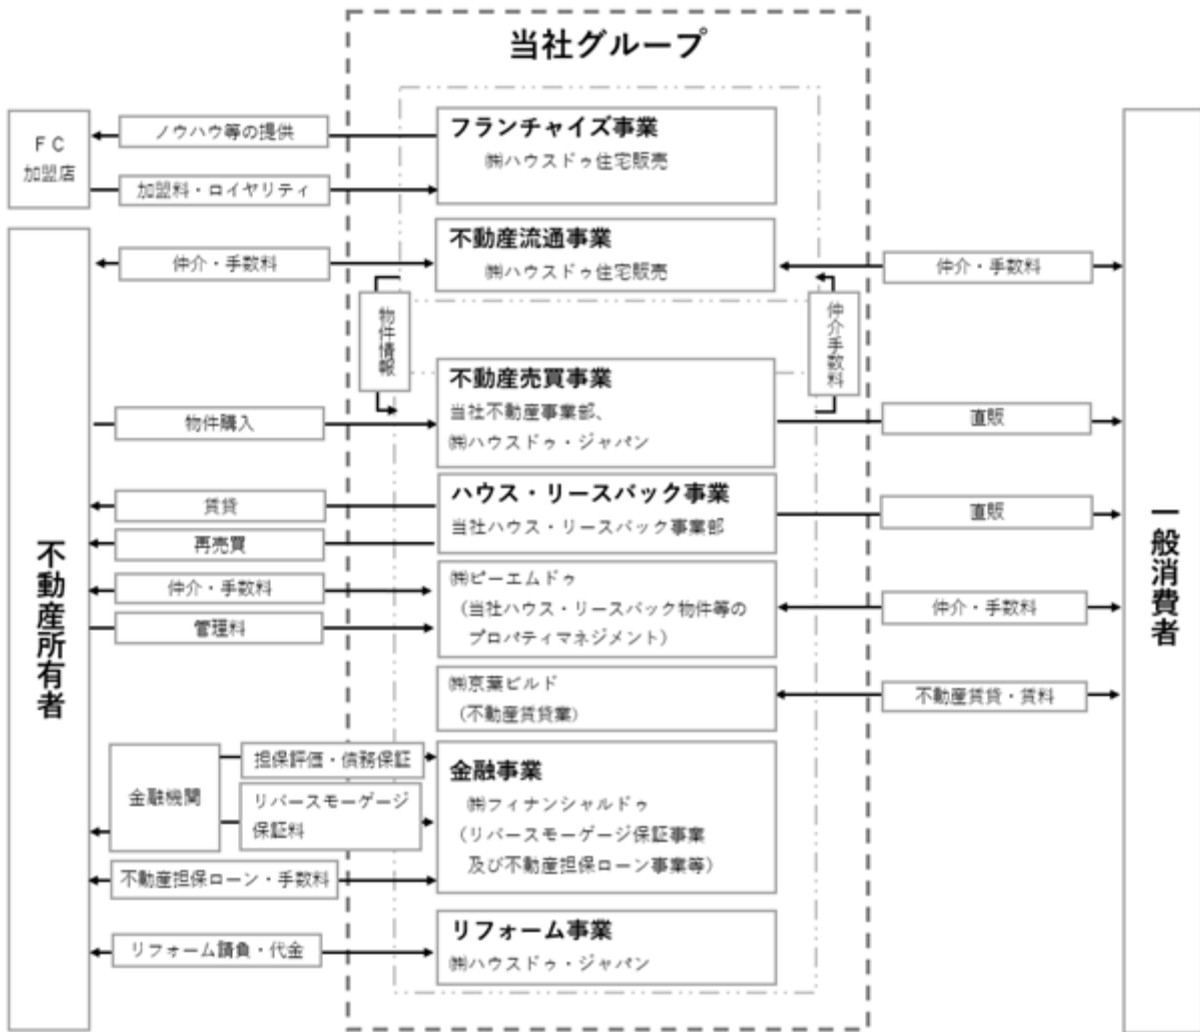 当社グループ
ＦＣ
加盟店
ノウハウ等の提供
加盟料・ロイヤリティ
フランチャイズ事業
㈱ハウスドゥ住宅販売
不動産所有者
仲介・手数料
不動産流通事業
㈱ハウスドゥ住宅販売
仲介・手数料
一般消費者
物件情報
仲介手数料
物件購入
不動産売買事業
当社不動産事業部、
㈱ハウスドゥ・ジャパン
直販
賃貸
再売買
ハウス・リースバック事業
当社ハウス・リースバック事業部
直販
仲介・手数料
管理料
㈱ピーエムドゥ
（当社ハウス・リースバック物件等の
プロパティマネジメント）
仲介・手数料
㈱京葉ビルド
（不動産賃貸業）
不動産賃貸・賃料
金融機関
担保評価・債務保証
リバースモーゲージ
保証料
不動産担保ローン・手数料
金融事業
㈱フィナンシャルドゥ
（リバースモーゲージ保証事業
及び不動産担保ローン事業等）
リフォーム請負・代金
リフォーム事業
㈱ハウスドゥ・ジャパン